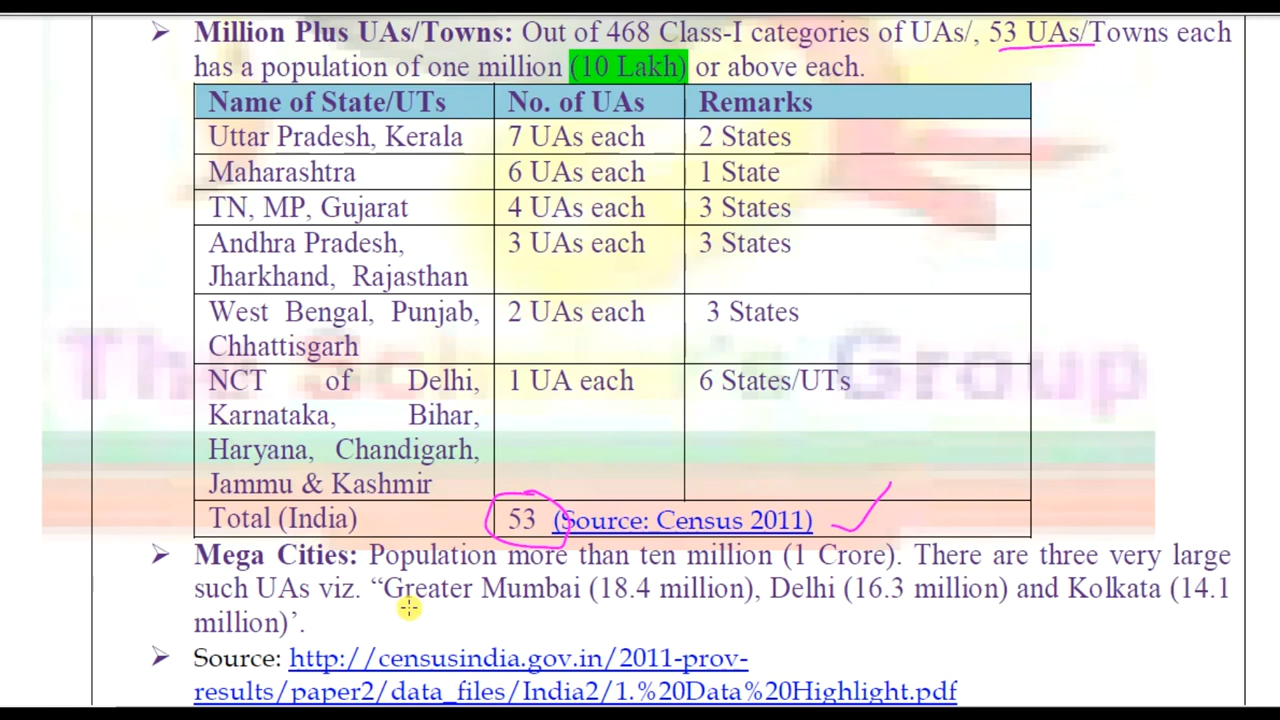 ➢ Million Plus UAs/Towns: Out of 468 Class-I categories of UAs/, 53 UAs/Towns each
has a population of one million (10 Lakh) or above each.
Name of State/UTs No. of UAs Remarks
Uttar Pradesh, Kerala 7 UAs each 2 States
Maharashtra 6 UAs each 1 State
TN, MP, Gujarat 4 UAs each 3 States
Andhra Pradesh, 3 UAs each 3 States
Jharkhand, Rajasthan
West Bengal, Punjab, 2 UAs each 3 States
Chhattisgarh
NCT of Delhi, 1 UA each 6 States/UTs
Karnataka, Bihar,
Haryana, Chandigarh,
Jammu & Kashmir
Total (India) 53 (Source: Census 2011)
➢ Mega Cities: Population more than ten million (1 Crore). There are three very large
such UAs viz. “Greater Mumbai (18.4 million), Delhi (16.3 million) and Kolkata (14.1
million)’.
➢ Source: http://censusindia.gov.in/2011-prov-
results/paper2/data_files/India2/1.%20Data%20Highlight.pdf
The Scholar's Group